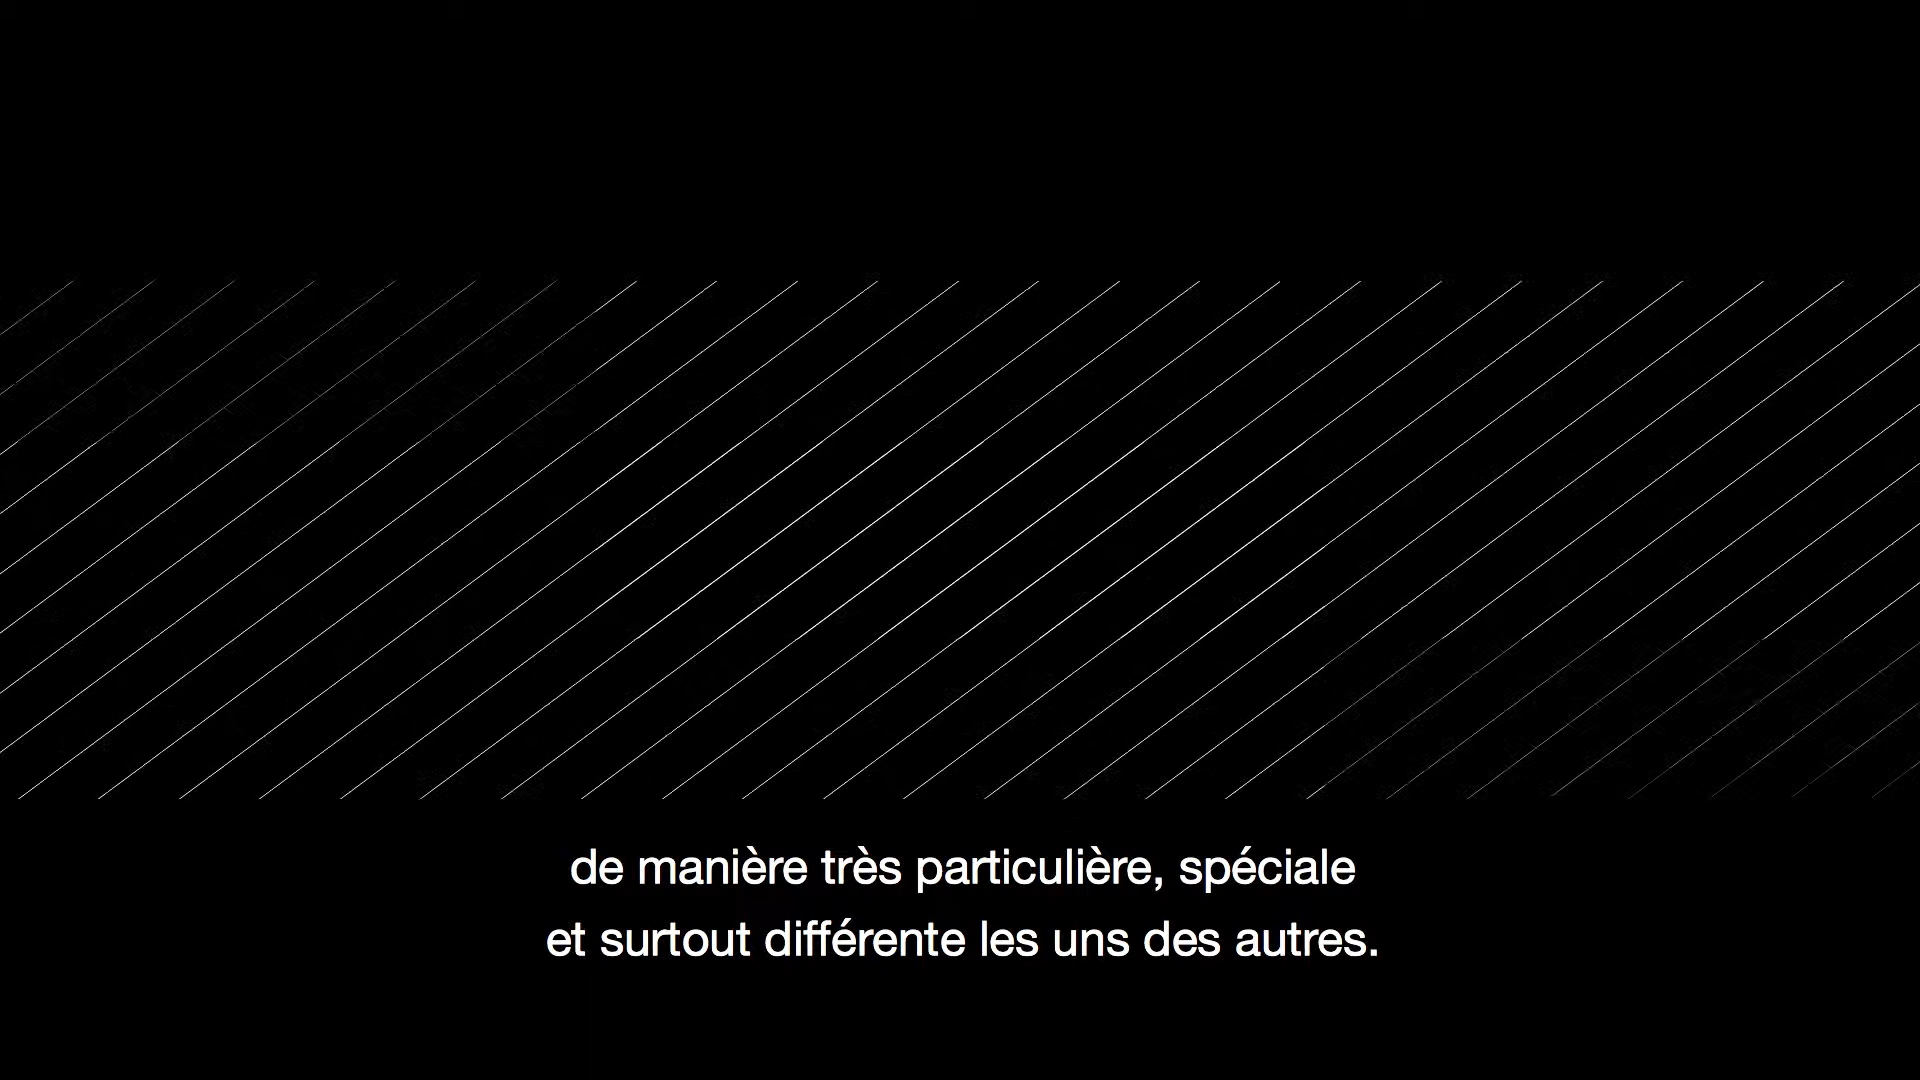 de manière très particulière, spéciale
et surtout différente les uns des autres.